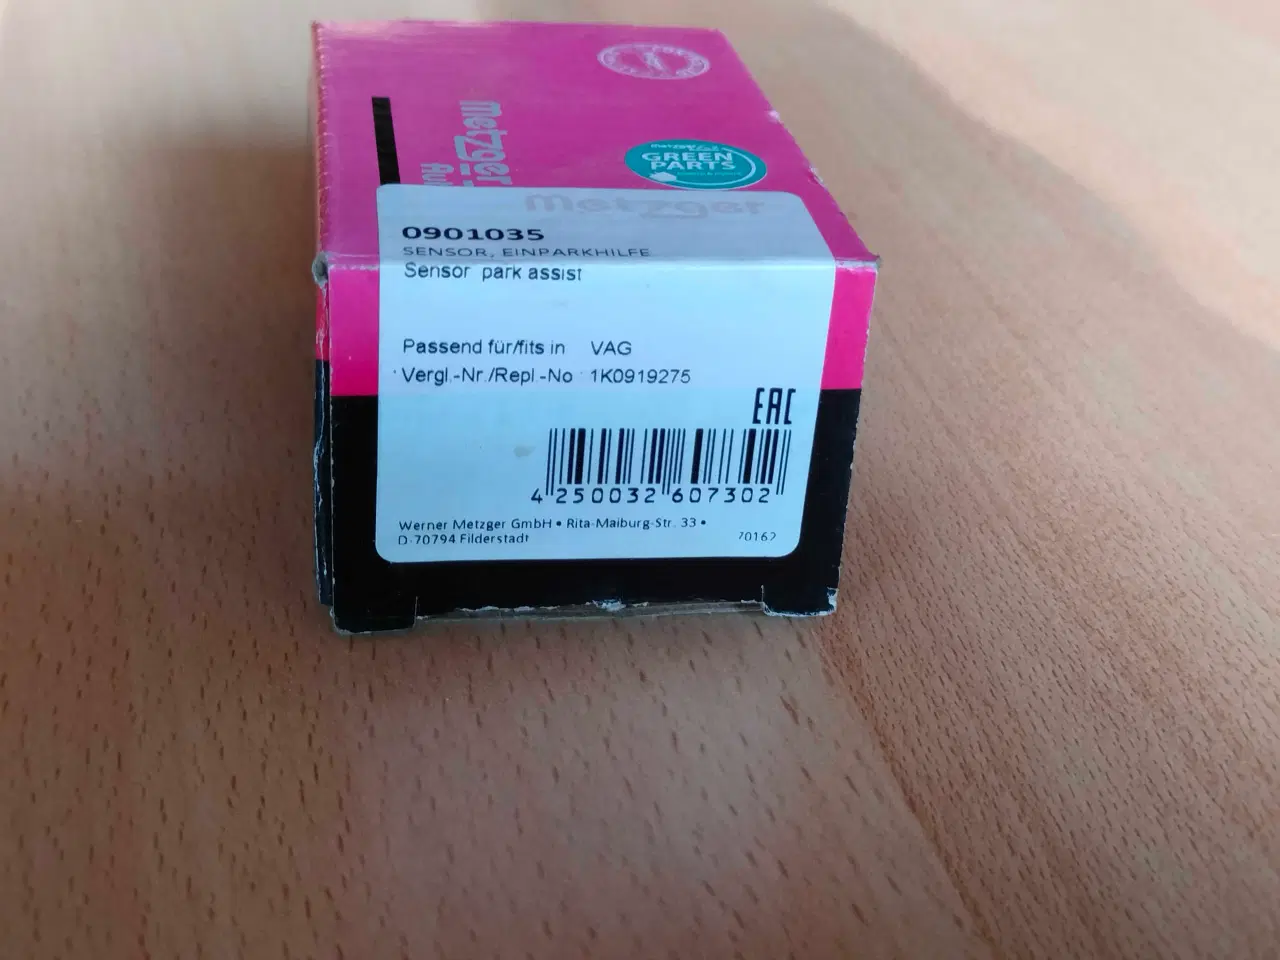 metzger
GREEN
PARTS
metzger
0901035
SENSOR, EINPARKHILFE
Sensor park assist
Passend für/fits in VAG
Vergl.-Nr./Repl.-No 1K0919275
EAC
4 250032 607302
Werner Metzger GmbH • Rita-Maiburg-Str. 33 •
D-70794 Filderstadt
70162